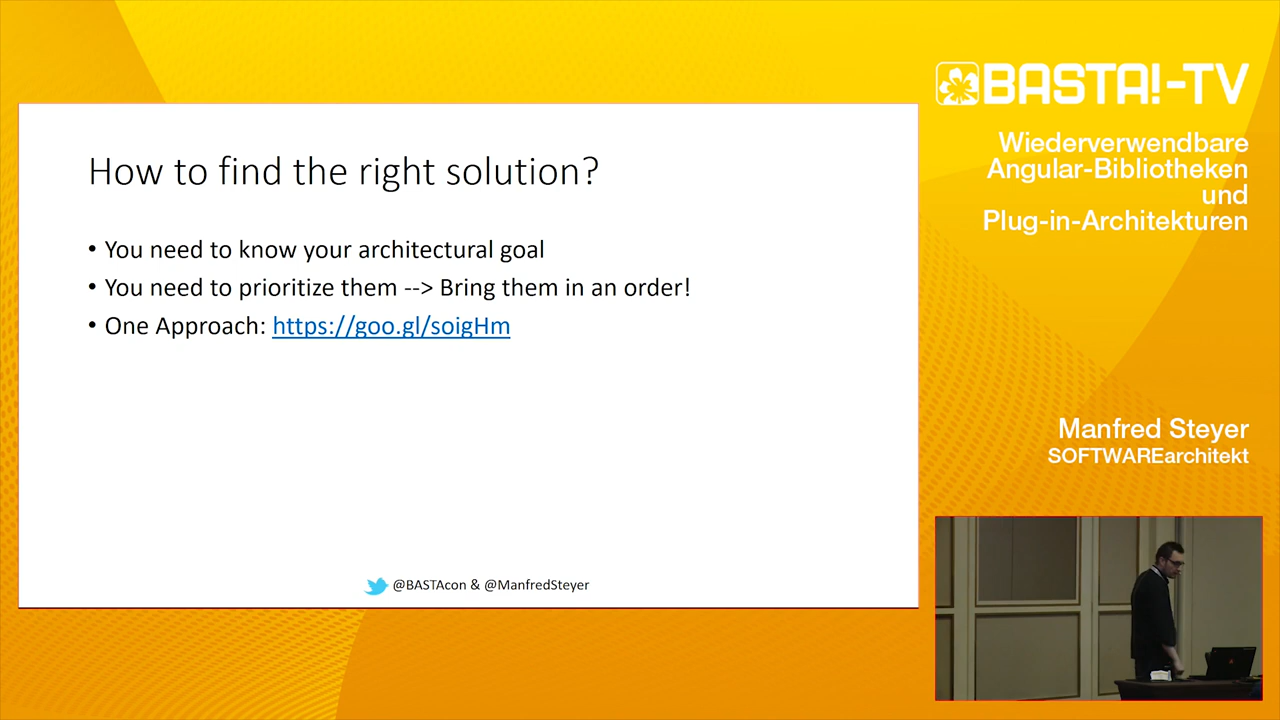 How to find the right solution?
• You need to know your architectural goal
• You need to prioritize them --> Bring them in an order!
• One Approach: https://goo.gl/soigHm
@BASTAcon & @ManfredSteyer
BASTA!-TV
Wiederverwendbare
Angular-Bibliotheken
und
Plug-in-Architekturen
Manfred Steyer
SOFTWAREarchitekt